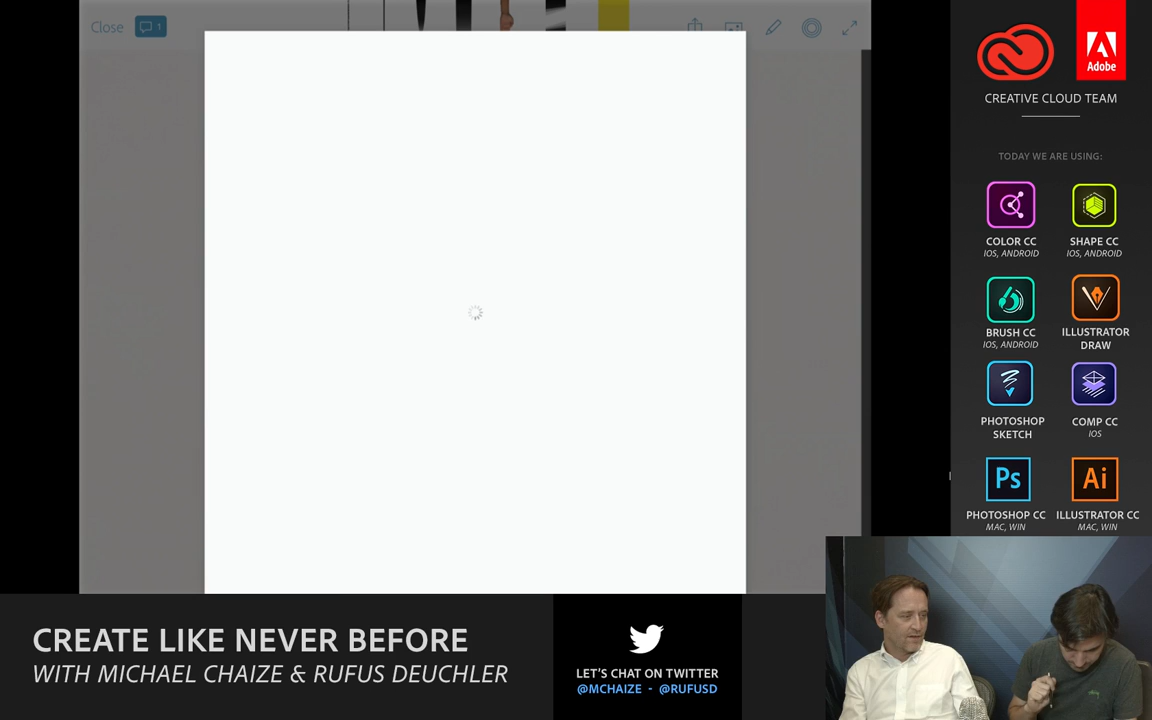 Close
1
Adobe
CREATIVE CLOUD TEAM
TODAY WE ARE USING:
COLOR CC
IOS, ANDROID
SHAPE CC
IOS, ANDROID
BRUSH CC
IOS, ANDROID
ILLUSTRATOR
DRAW
PHOTOSHOP
SKETCH
COMP CC
IOS
Ps
Ai
PHOTOSHOP CC
MAC, WIN
ILLUSTRATOR CC
MAC, WIN
CREATE LIKE NEVER BEFORE
WITH MICHAEL CHAIZE & RUFUS DEUCHLER
LET'S CHAT ON TWITTER
@MCHAIZE - @RUFUSD